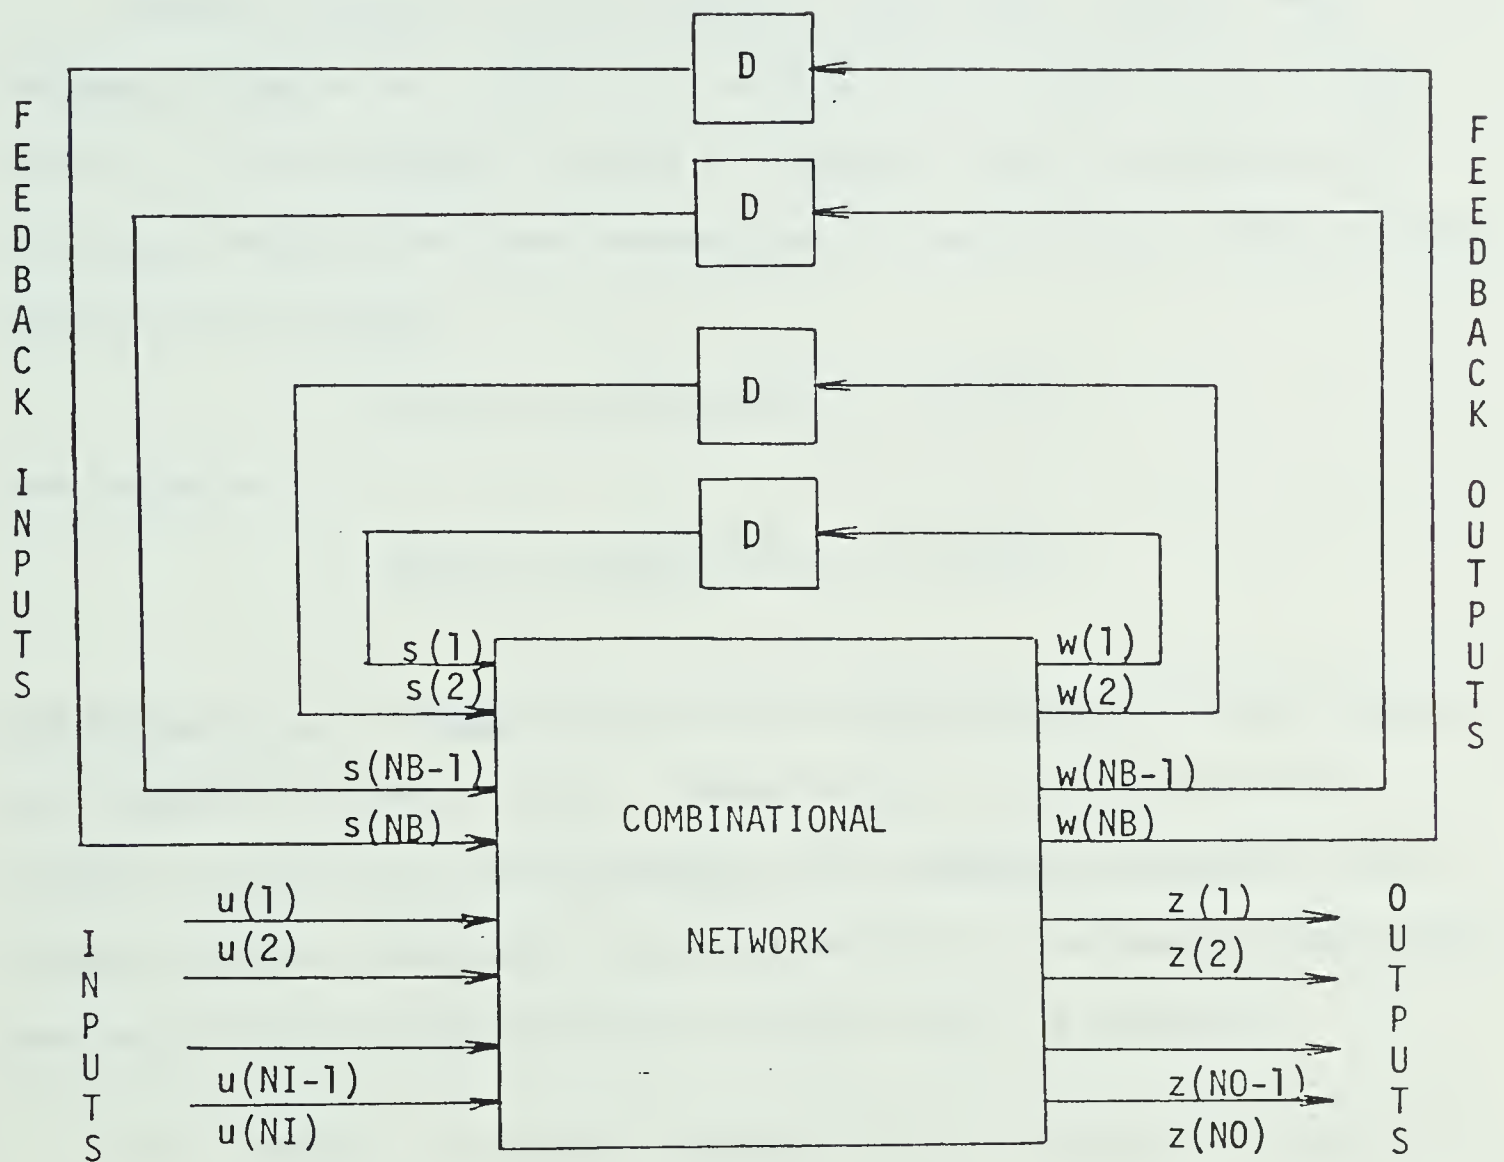 D
D
D
D
FEEDBACK INPUTS
FEEDBACK OUTPUTS
s(1)
s(2)
s(NB-1)
s(NB)
w(1)
w(2)
w(NB-1)
w(NB)
COMBINATIONAL
NETWORK
INPUTS
u(1)
u(2)
u(NI-1)
u(NI)
z(1)
z(2)
z(NO-1)
z(NO)
OUTPUTS